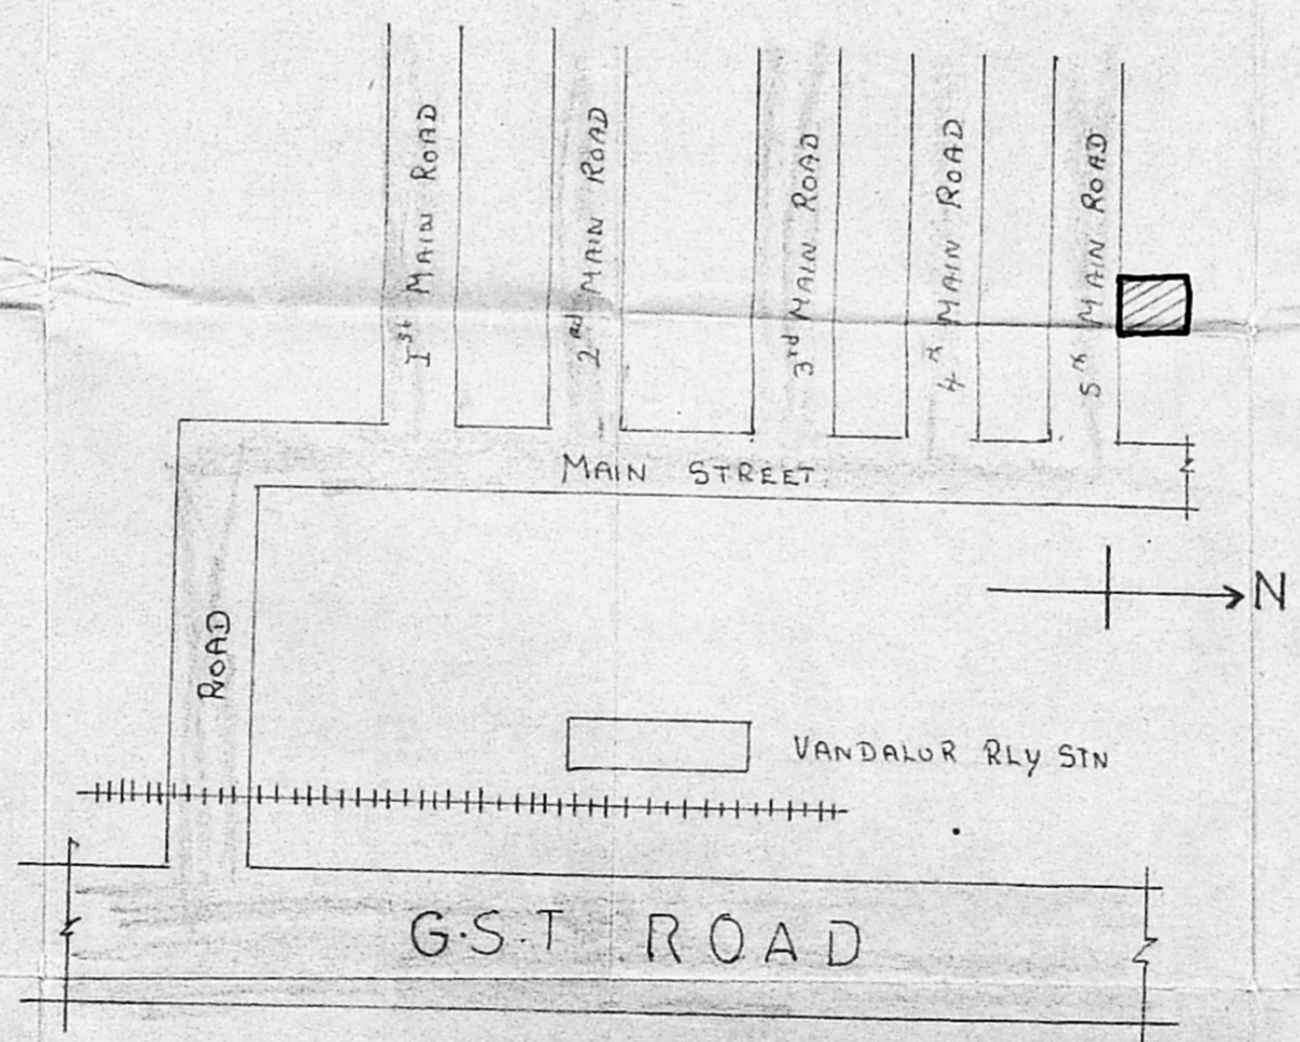 1st MAIN ROAD
2nd MAIN ROAD
3rd MAIN ROAD
4th MAIN ROAD
5th MAIN ROAD
MAIN STREET
N
ROAD
VANDALUR RLY STN
G.S.T ROAD